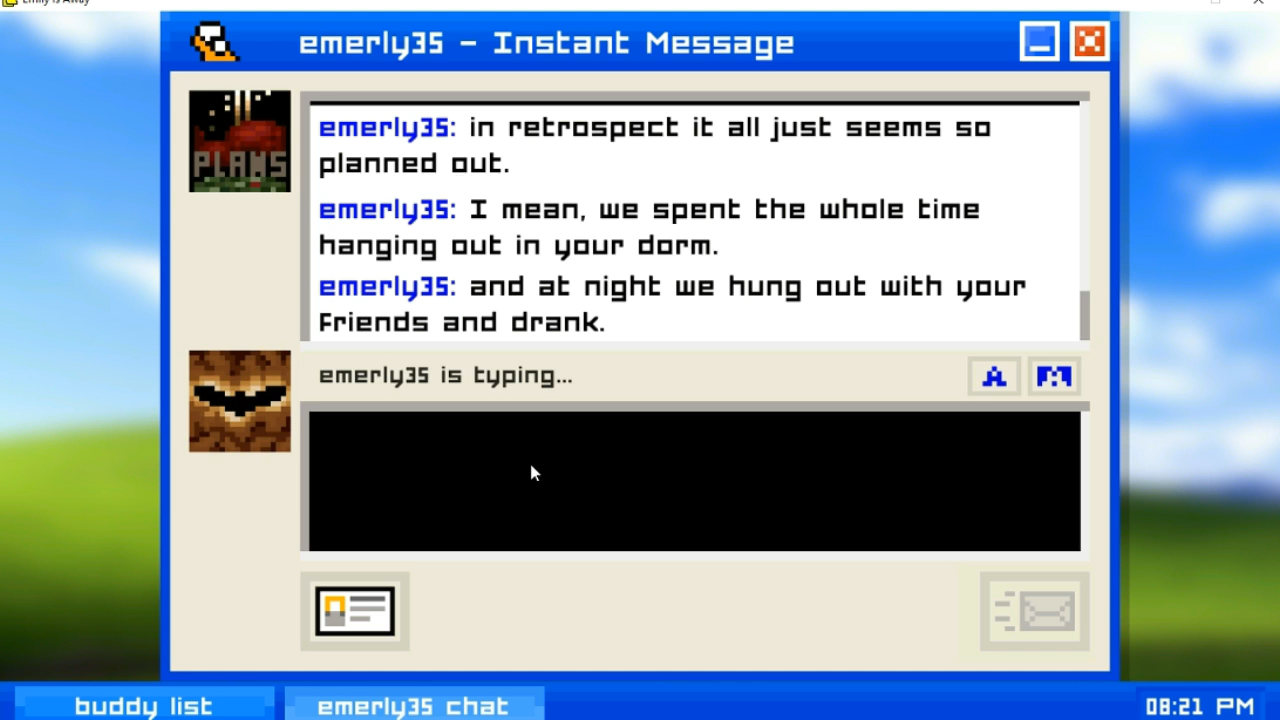 Emily Is Away
emerly35 - Instant Message
PLANS
emerly35: in retrospect it all just seems so
planned out.
emerly35: I mean, we spent the whole time
hanging out in your dorm.
emerly35: and at night we hung out with your
friends and drank.
emerly35 is typing...
A
buddy list
emerly35 chat
08:21 PM